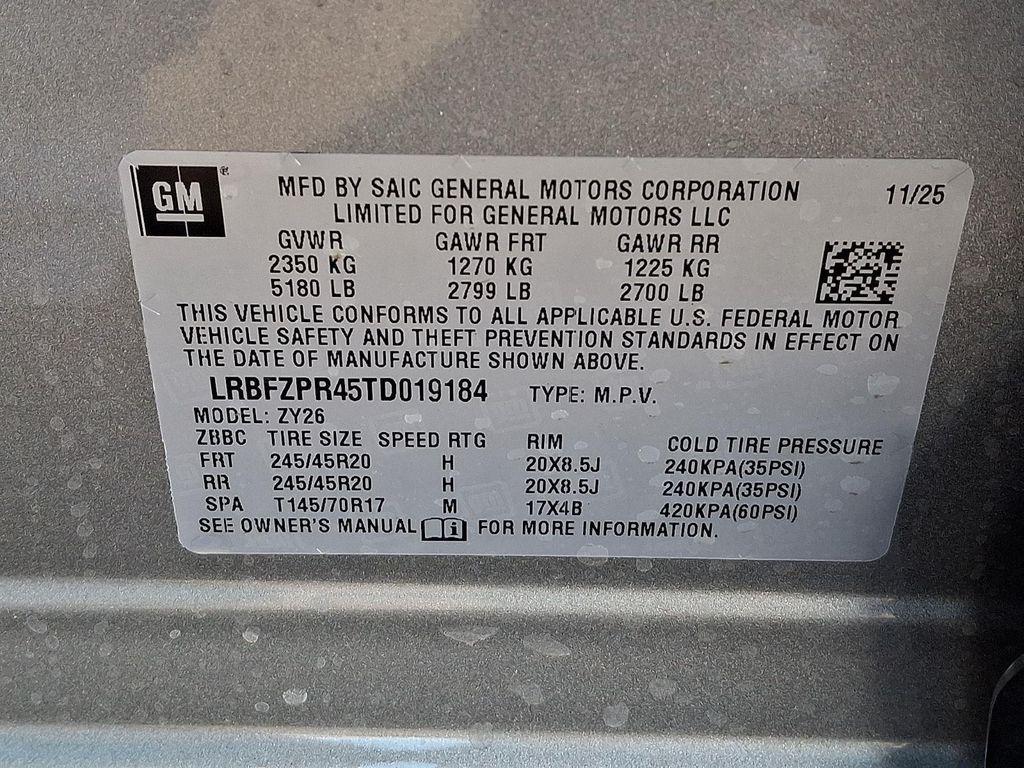 GM®
MFD BY SAIC GENERAL MOTORS CORPORATION 11/25
LIMITED FOR GENERAL MOTORS LLC
GVWR GAWR FRT GAWR RR
2350 KG 1270 KG 1225 KG
5180 LB 2799 LB 2700 LB
THIS VEHICLE CONFORMS TO ALL APPLICABLE U.S. FEDERAL MOTOR
VEHICLE SAFETY AND THEFT PREVENTION STANDARDS IN EFFECT ON
THE DATE OF MANUFACTURE SHOWN ABOVE.
LRBFZPR45TD019184 TYPE: M.P.V.
MODEL: ZY26
ZBBC TIRE SIZE SPEED RTG RIM COLD TIRE PRESSURE
FRT 245/45R20 H 20X8.5J 240KPA(35PSI)
RR 245/45R20 H 20X8.5J 240KPA(35PSI)
SPA T145/70R17 M 17X4B 420KPA(60PSI)
SEE OWNER'S MANUAL FOR MORE INFORMATION.